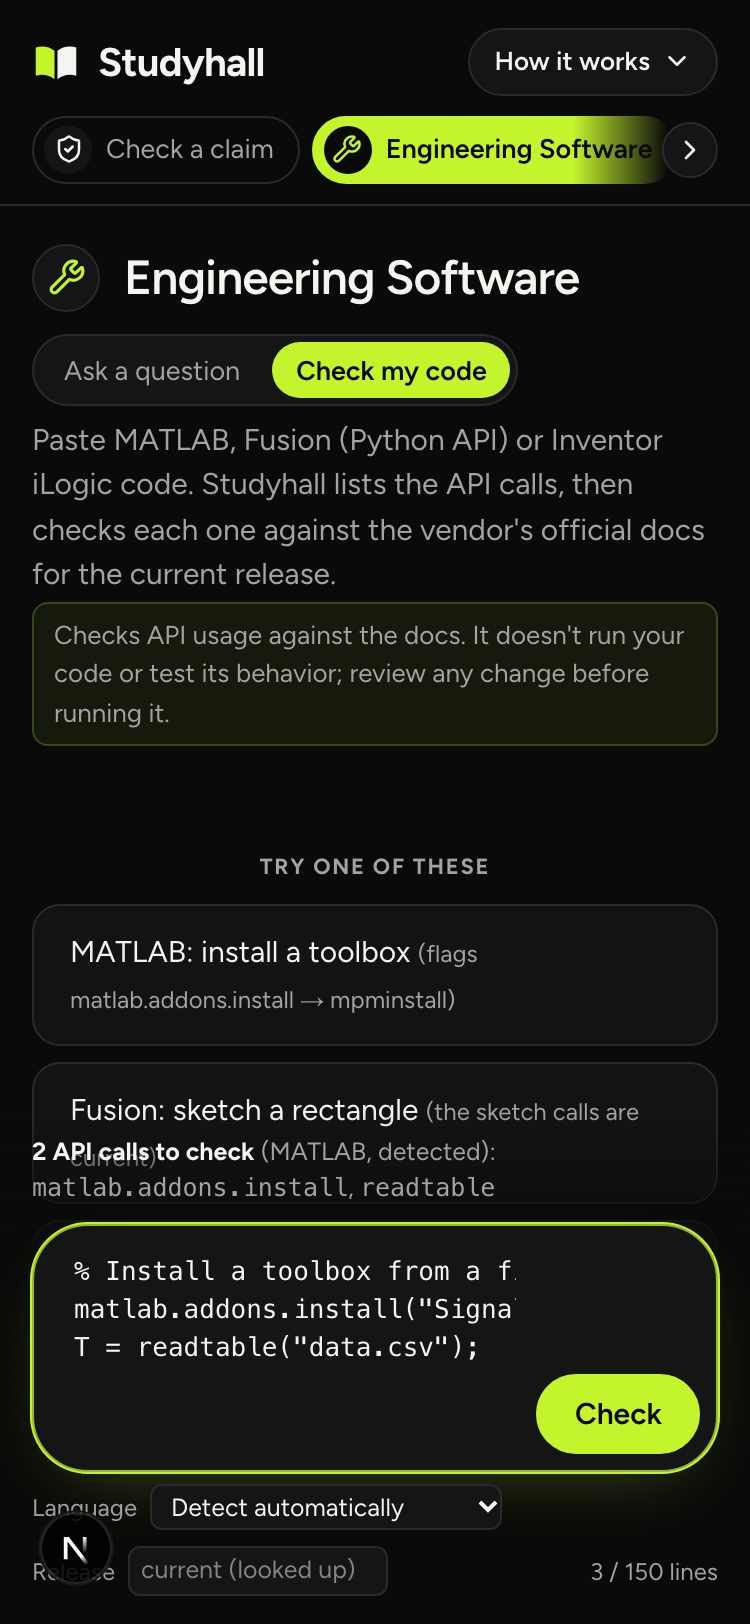 Studyhall
How it works
Check a claim
Engineering Software
Engineering Software
Ask a question
Check my code
Paste MATLAB, Fusion (Python API) or Inventor
iLogic code. Studyhall lists the API calls, then
checks each one against the vendor's official docs
for the current release.
Checks API usage against the docs. It doesn't run your
code or test its behavior; review any change before
running it.
TRY ONE OF THESE
MATLAB: install a toolbox (flags
matlab.addons.install → mpminstall)
Fusion: sketch a rectangle (the sketch calls are
current)
2 API calls to check (MATLAB, detected):
matlab.addons.install, readtable
% Install a toolbox from a fi
matlab.addons.install("Signal
T = readtable("data.csv");
Check
Language
Detect automatically
N
Release
current (looked up)
3 / 150 lines